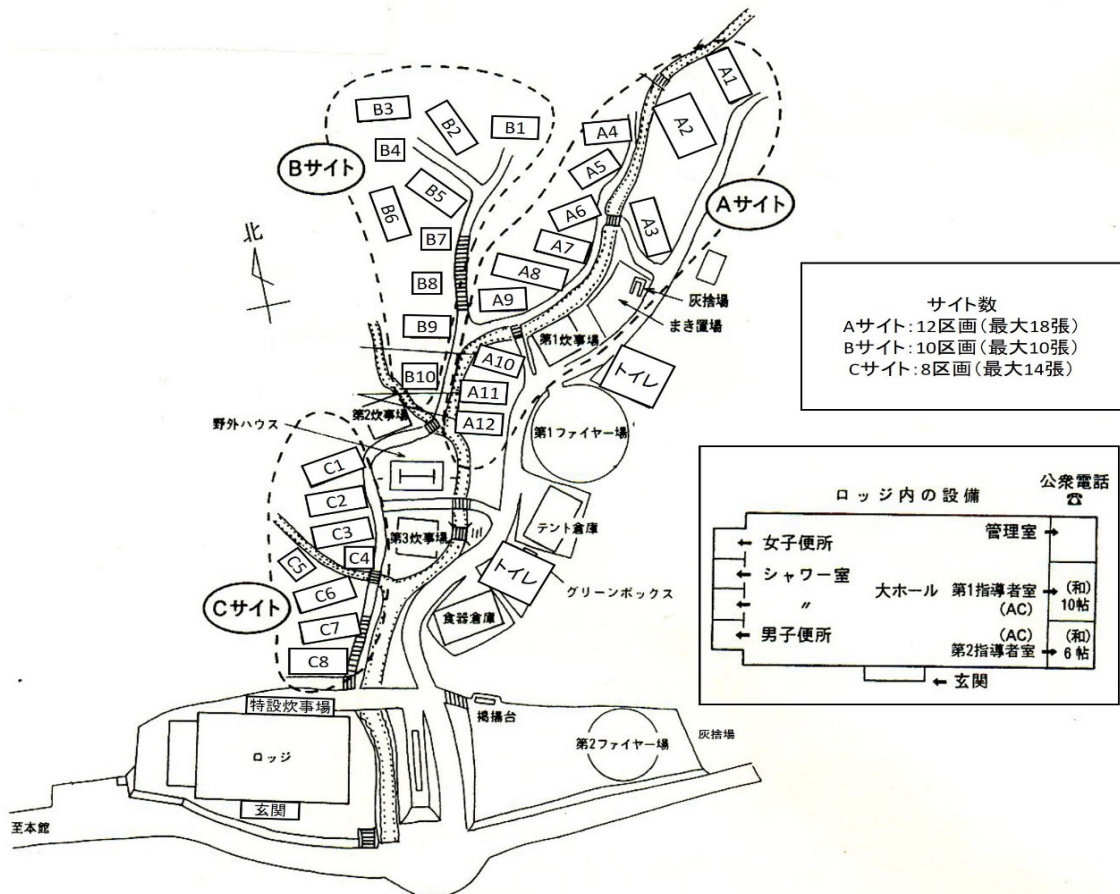 A1
A2
A4
A5
A6
A3
A7
A8
A9
Aサイト
B3
B2
B1
B4
Bサイト
B5
B6
B7
B8
B9
B10
北
灰捨場
まき置場
第1炊事場
トイレ
A10
A11
A12
第1ファイヤー場
第2炊事場
野外ハウス
C1
C2
C3
C4
C5
C6
C7
C8
Cサイト
第3炊事場
テント倉庫
トイレ
グリーンボックス
食器倉庫
特設炊事場
ロッジ
玄関
至本館
掲揚台
第2ファイヤー場
灰捨場
サイト数
Aサイト:12区画(最大18張)
Bサイト:10区画(最大10張)
Cサイト:8区画(最大14張)
ロッジ内の設備
公衆電話
☎
管理室→
←女子便所
←シャワー室
← 〃
←男子便所
大ホール
第1指導者室→
(AC)
(和)
10帖
(AC)
第2指導者室→
(和)
6帖
←玄関